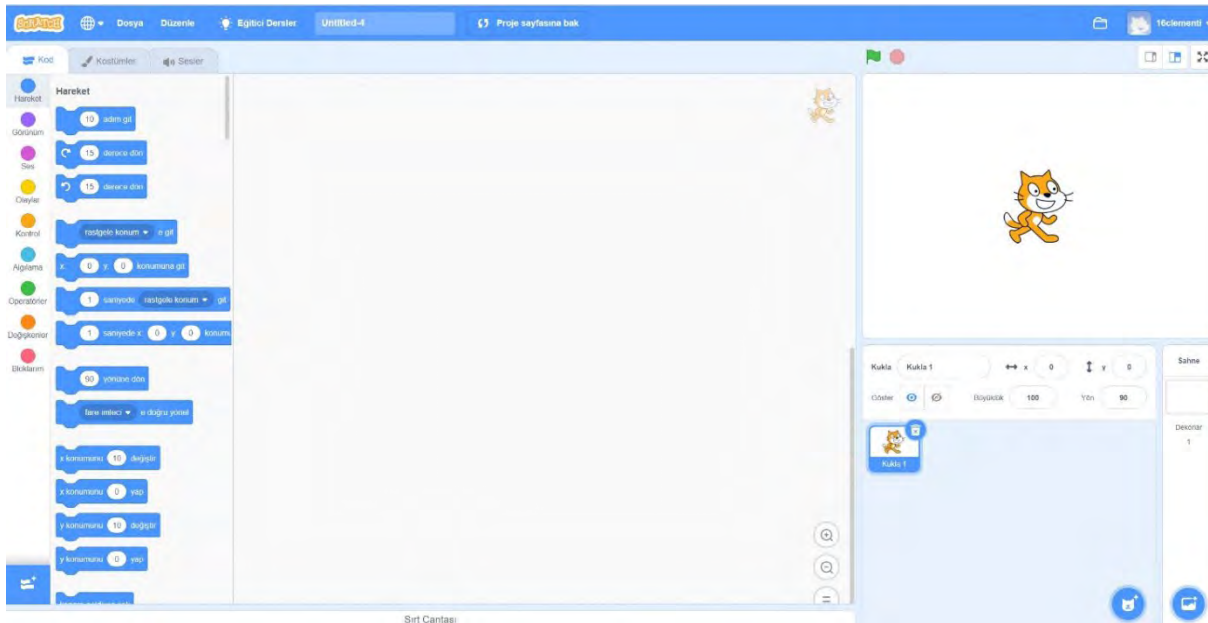 SCRATCH
Dosya
Düzenle
Eğitici Dersler
Untitled-4
Proje sayfasına bak
16clementi
Kod
Kostümler
Sesler
Hareket
Görünüm
Ses
Olaylar
Kontrol
Algılama
Operatörler
Değişkenler
Bloklarım
Hareket
10 adım git
15 derece dön
15 derece dön
rastgele konum e git
x: 0 y: 0 konumuna git
1 saniyede rastgele konum git
1 saniyede x: 0 y: 0 konumu
90 yönüne dön
fare imleci e doğru yönel
x konumunu 10 değiştir
x konumunu 0 yap
y konumunu 10 değiştir
y konumunu 0 yap
Sırt Çantası
Kukla Kukla 1 x 0 y 0
Göster Büyüklük 100 Yön 90
Kukla 1
Sahne
Dekorlar
1